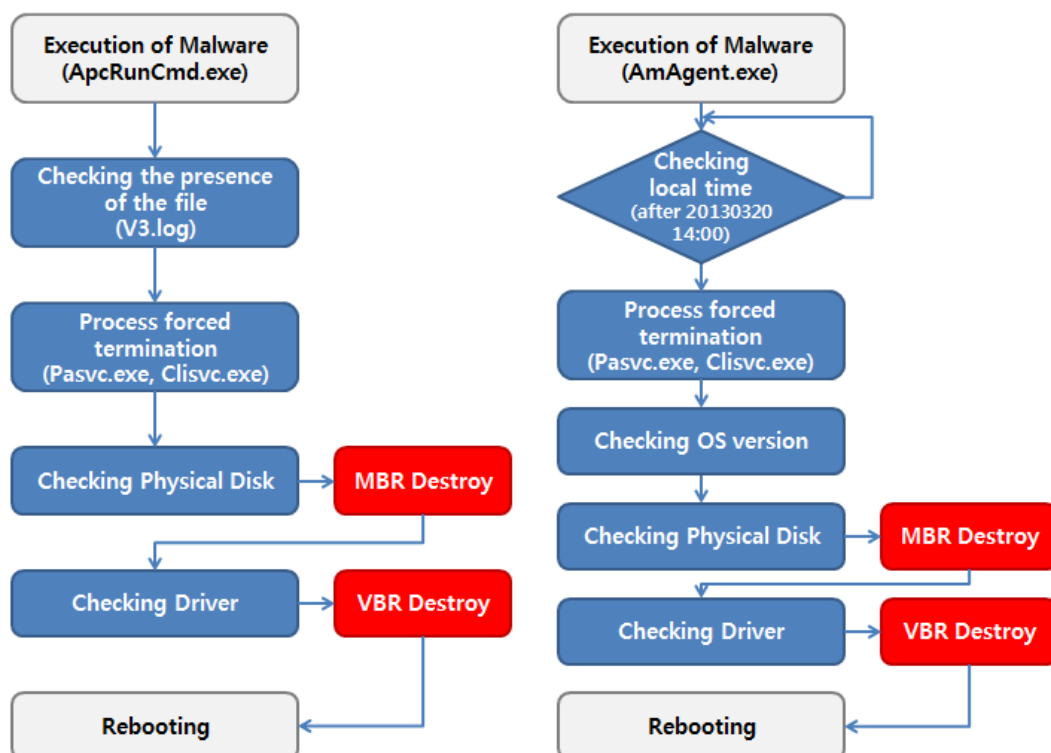 Execution of Malware
(ApcRunCmd.exe)
Checking the presence
of the file
(V3.log)
Process forced
termination
(Pasvc.exe, Clisvc.exe)
Checking Physical Disk
MBR Destroy
Checking Driver
VBR Destroy
Rebooting
Execution of Malware
(AmAgent.exe)
Checking
local time
(after 20130320
14:00)
Process forced
termination
(Pasvc.exe, Clisvc.exe)
Checking OS version
Checking Physical Disk
MBR Destroy
Checking Driver
VBR Destroy
Rebooting